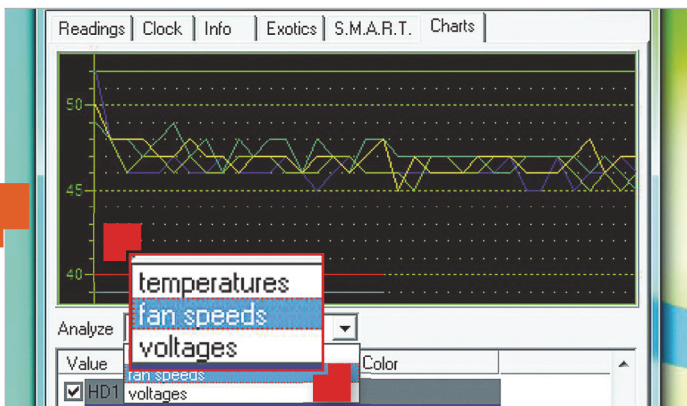 Readings Clock Info Exotics S.M.A.R.T. Charts
50
45
40
temperatures
fan speeds
voltages
Analyze
Value Color
fan speeds
HD1 voltages